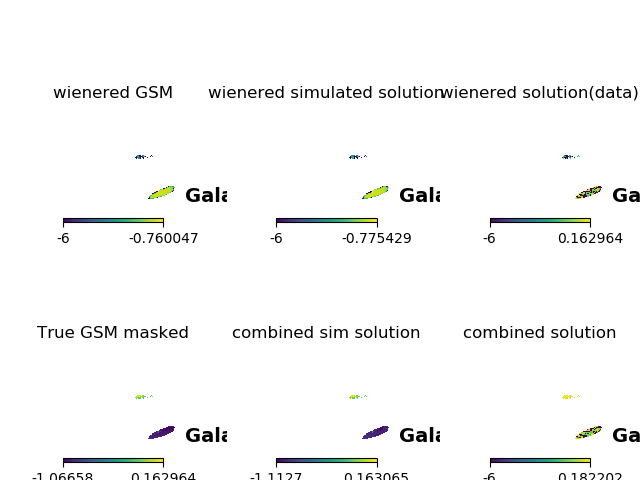 wienered GSM wienered simulated solution wienered solution(data)
Gala Gala Ga
-6 -0.760047 -6 -0.775429 -6 0.162964
True GSM masked combined sim solution combined solution
Gala Gala Ga
-1.06658 0.162964 -1.1127 0.163065 -6 0.182202